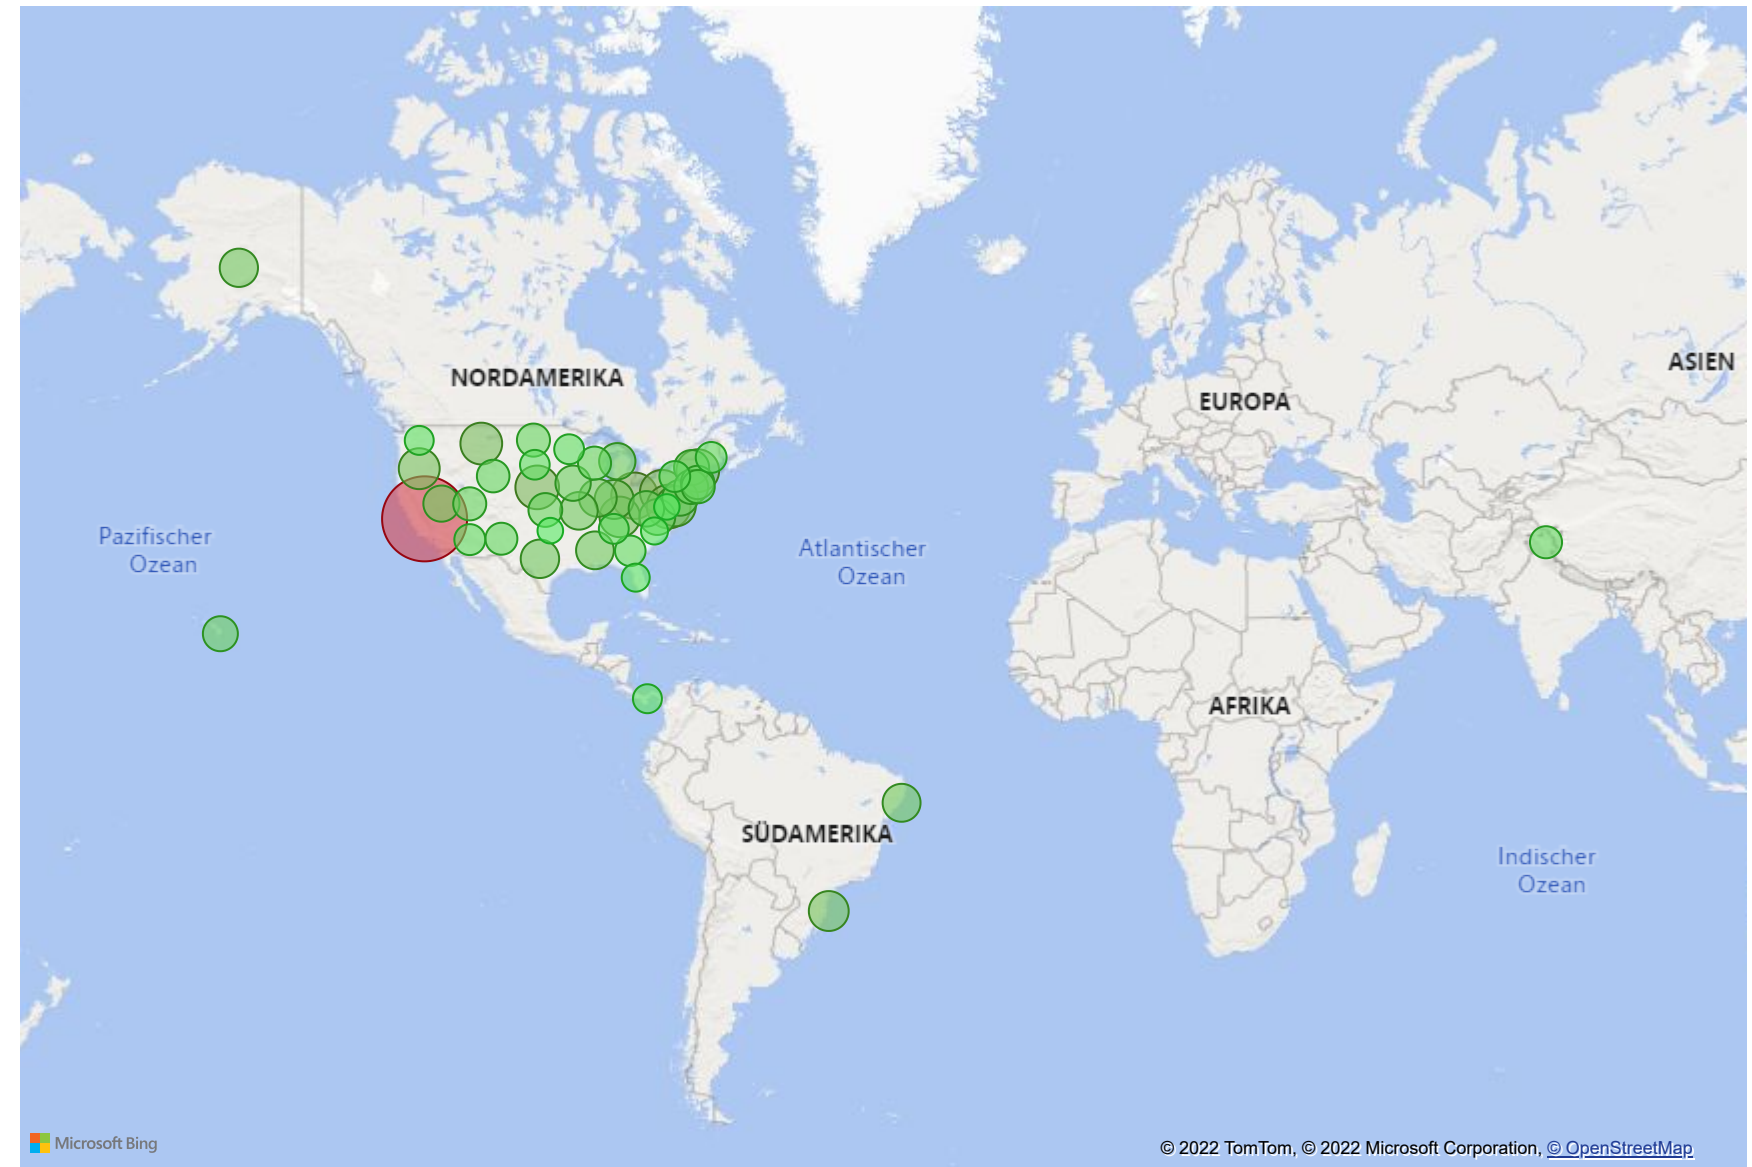 NORDAMERIKA
ASIEN
EUROPA
Pazifischer
Ozean
Atlantischer
Ozean
AFRIKA
SÜDAMERIKA
Indischer
Ozean
Microsoft Bing
© 2022 TomTom, © 2022 Microsoft Corporation, © OpenStreetMap